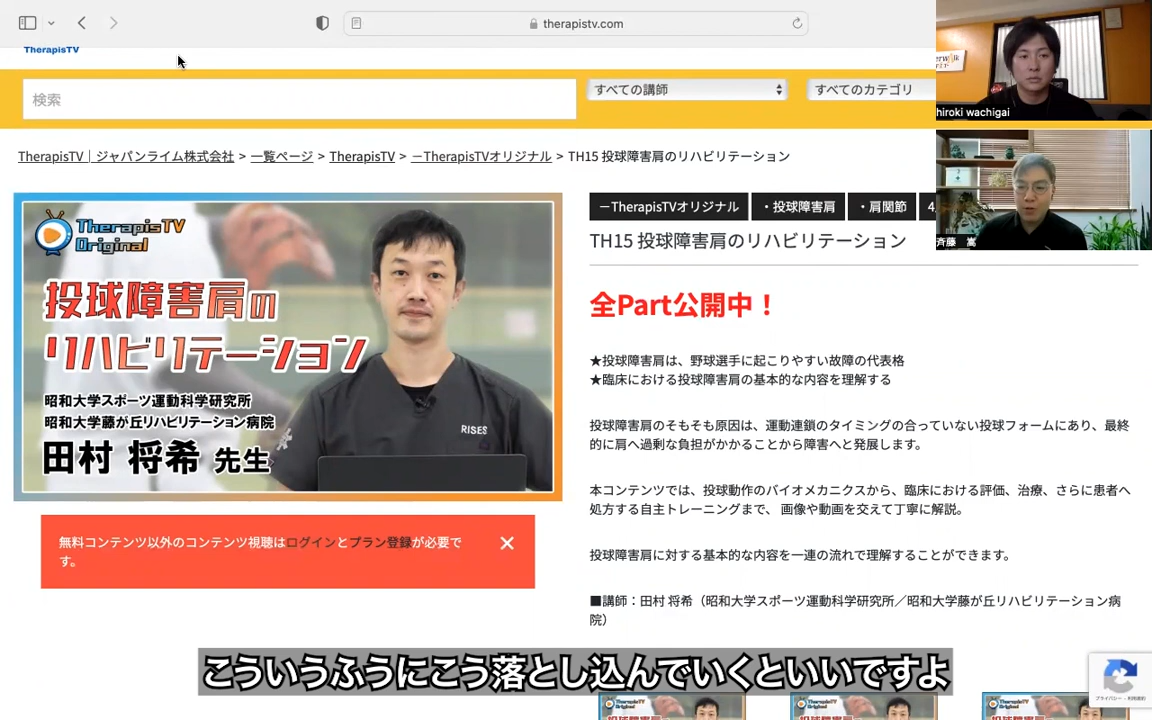 therapistv.com
TherapisTV
検索
すべての講師
すべてのカテゴリ
hiroki wachigai
斉藤 嵩
TherapisTV｜ジャパンライム株式会社 > 一覧ページ > TherapisTV > －TherapisTVオリジナル > TH15 投球障害肩のリハビリテーション
TherapisTV
Original
投球障害肩の
リハビリテーション
昭和大学スポーツ運動科学研究所
昭和大学藤が丘リハビリテーション病院
田村 将希 先生
RISES
－TherapisTVオリジナル
・投球障害肩
・肩関節
TH15 投球障害肩のリハビリテーション
全Part公開中！
★投球障害肩は、野球選手に起こりやすい故障の代表格
★臨床における投球障害肩の基本的な内容を理解する
投球障害肩のそもそも原因は、運動連鎖のタイミングの合っていない投球フォームにあり、最終
的に肩へ過剰な負担がかかることから障害へと発展します。
本コンテンツでは、投球動作のバイオメカニクスから、臨床における評価、治療、さらに患者へ
処方する自主トレーニングまで、 画像や動画を交えて丁寧に解説。
投球障害肩に対する基本的な内容を一連の流れで理解することができます。
■講師：田村 将希（昭和大学スポーツ運動科学研究所／昭和大学藤が丘リハビリテーション病
院）
無料コンテンツ以外のコンテンツ視聴はログインとプラン登録が必要で
す。
こういうふうにこう落とし込んでいくといいですよ
プライバシー - 利用規約